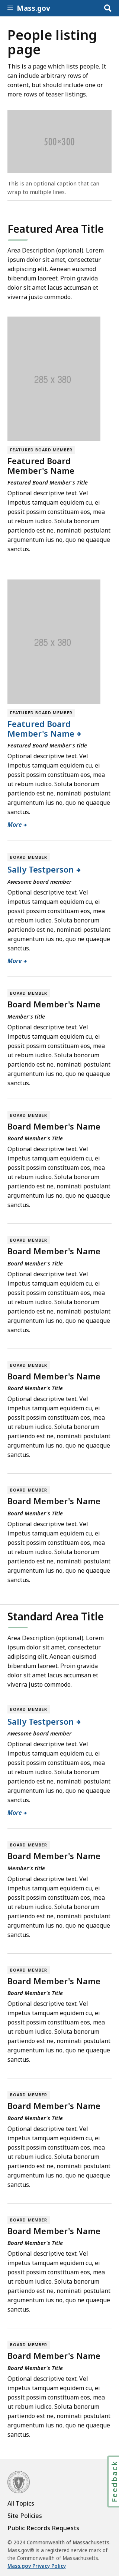 Mass.gov
People listing
page
This is a page which lists people. It
can include arbitrary rows of
content, but should include one or
more rows of teaser listings.
500×300
This is an optional caption that can
wrap to multiple lines.
Featured Area Title
Area Description (optional). Lorem
ipsum dolor sit amet, consectetur
adipiscing elit. Aenean euismod
bibendum laoreet. Proin gravida
dolor sit amet lacus accumsan et
viverra justo commodo.
285 x 380
FEATURED BOARD MEMBER
Featured Board
Member's Name
Featured Board Member's Title
Optional descriptive text. Vel
impetus tamquam equidem cu, ei
possit possim constituam eos, mea
ut rebum iudico. Soluta bonorum
partiendo est ne, nominati postulant
argumentum ius no, quo ne quaeque
sanctus.
285 x 380
FEATURED BOARD MEMBER
Featured Board
Member's Name
Featured Board Member's title
Optional descriptive text. Vel
impetus tamquam equidem cu, ei
possit possim constituam eos, mea
ut rebum iudico. Soluta bonorum
partiendo est ne, nominati postulant
argumentum ius no, quo ne quaeque
sanctus.
More
BOARD MEMBER
Sally Testperson
Awesome board member
Optional descriptive text. Vel
impetus tamquam equidem cu, ei
possit possim constituam eos, mea
ut rebum iudico. Soluta bonorum
partiendo est ne, nominati postulant
argumentum ius no, quo ne quaeque
sanctus.
More
BOARD MEMBER
Board Member's Name
Member's title
Optional descriptive text. Vel
impetus tamquam equidem cu, ei
possit possim constituam eos, mea
ut rebum iudico. Soluta bonorum
partiendo est ne, nominati postulant
argumentum ius no, quo ne quaeque
sanctus.
BOARD MEMBER
Board Member's Name
Board Member's Title
Optional descriptive text. Vel
impetus tamquam equidem cu, ei
possit possim constituam eos, mea
ut rebum iudico. Soluta bonorum
partiendo est ne, nominati postulant
argumentum ius no, quo ne quaeque
sanctus.
BOARD MEMBER
Board Member's Name
Board Member's Title
Optional descriptive text. Vel
impetus tamquam equidem cu, ei
possit possim constituam eos, mea
ut rebum iudico. Soluta bonorum
partiendo est ne, nominati postulant
argumentum ius no, quo ne quaeque
sanctus.
BOARD MEMBER
Board Member's Name
Board Member's Title
Optional descriptive text. Vel
impetus tamquam equidem cu, ei
possit possim constituam eos, mea
ut rebum iudico. Soluta bonorum
partiendo est ne, nominati postulant
argumentum ius no, quo ne quaeque
sanctus.
BOARD MEMBER
Board Member's Name
Board Member's Title
Optional descriptive text. Vel
impetus tamquam equidem cu, ei
possit possim constituam eos, mea
ut rebum iudico. Soluta bonorum
partiendo est ne, nominati postulant
argumentum ius no, quo ne quaeque
sanctus.
Standard Area Title
Area Description (optional). Lorem
ipsum dolor sit amet, consectetur
adipiscing elit. Aenean euismod
bibendum laoreet. Proin gravida
dolor sit amet lacus accumsan et
viverra justo commodo.
BOARD MEMBER
Sally Testperson
Awesome board member
Optional descriptive text. Vel
impetus tamquam equidem cu, ei
possit possim constituam eos, mea
ut rebum iudico. Soluta bonorum
partiendo est ne, nominati postulant
argumentum ius no, quo ne quaeque
sanctus.
More
BOARD MEMBER
Board Member's Name
Member's title
Optional descriptive text. Vel
impetus tamquam equidem cu, ei
possit possim constituam eos, mea
ut rebum iudico. Soluta bonorum
partiendo est ne, nominati postulant
argumentum ius no, quo ne quaeque
sanctus.
BOARD MEMBER
Board Member's Name
Board Member's Title
Optional descriptive text. Vel
impetus tamquam equidem cu, ei
possit possim constituam eos, mea
ut rebum iudico. Soluta bonorum
partiendo est ne, nominati postulant
argumentum ius no, quo ne quaeque
sanctus.
BOARD MEMBER
Board Member's Name
Board Member's Title
Optional descriptive text. Vel
impetus tamquam equidem cu, ei
possit possim constituam eos, mea
ut rebum iudico. Soluta bonorum
partiendo est ne, nominati postulant
argumentum ius no, quo ne quaeque
sanctus.
BOARD MEMBER
Board Member's Name
Board Member's Title
Optional descriptive text. Vel
impetus tamquam equidem cu, ei
possit possim constituam eos, mea
ut rebum iudico. Soluta bonorum
partiendo est ne, nominati postulant
argumentum ius no, quo ne quaeque
sanctus.
BOARD MEMBER
Board Member's Name
Board Member's Title
Optional descriptive text. Vel
impetus tamquam equidem cu, ei
possit possim constituam eos, mea
ut rebum iudico. Soluta bonorum
partiendo est ne, nominati postulant
argumentum ius no, quo ne quaeque
sanctus.
Feedback
All Topics
Site Policies
Public Records Requests
© 2024 Commonwealth of Massachusetts.
Mass.gov® is a registered service mark of
the Commonwealth of Massachusetts.
Mass.gov Privacy Policy